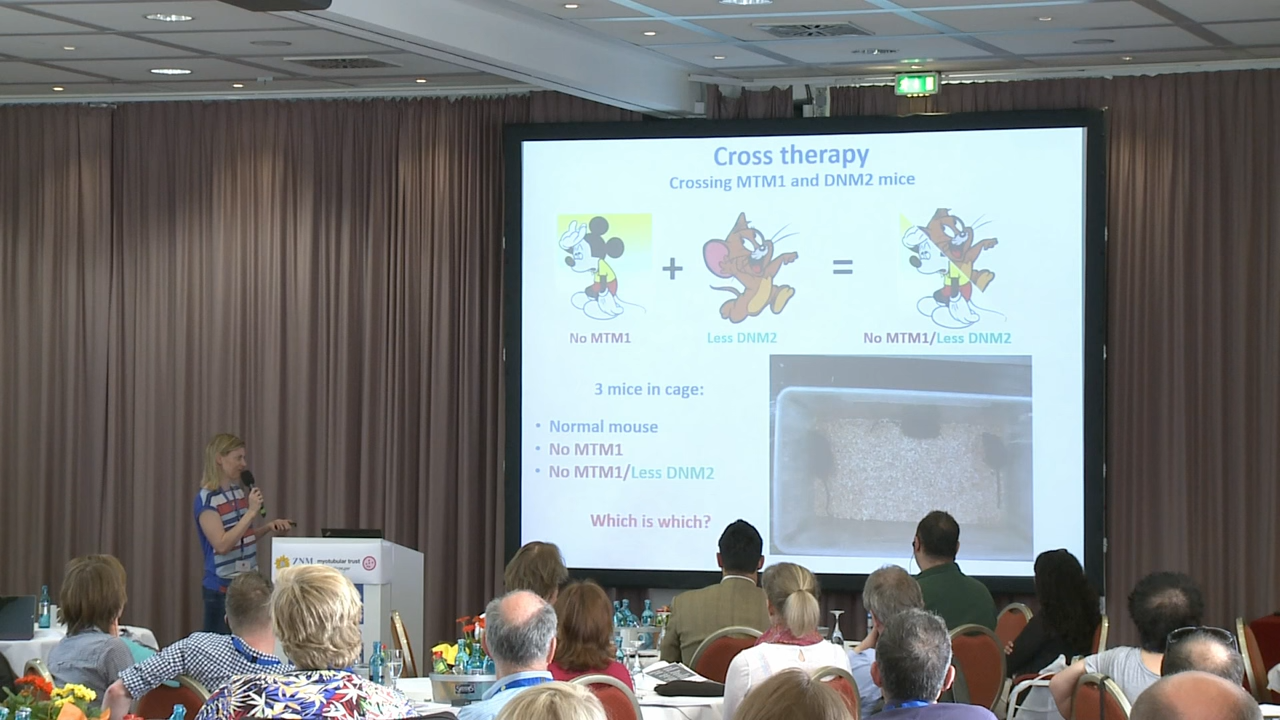 Cross therapy
Crossing MTM1 and DNM2 mice
+
=
No MTM1
Less DNM2
No MTM1/Less DNM2
3 mice in cage:
• Normal mouse
• No MTM1
• No MTM1/Less DNM2
Which is which?
ZNM
myotubular trust